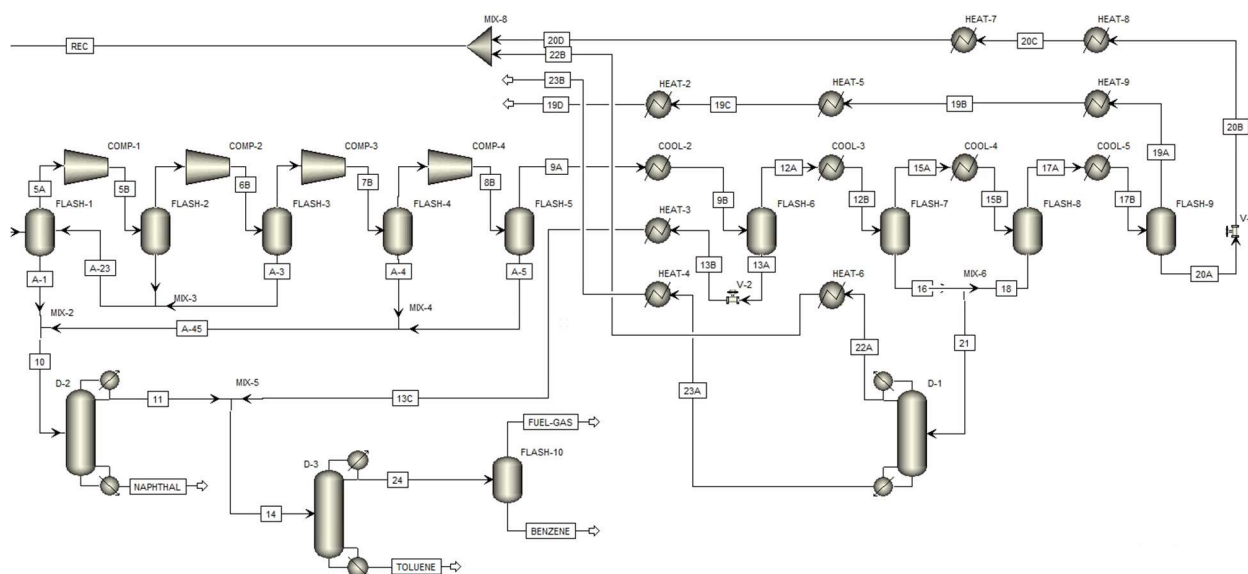 MIX-8
HEAT-7
HEAT-8
REC
20D
20C
22B
23B
HEAT-2
HEAT-5
HEAT-9
19D
19C
19B
20B
COMP-1
COMP-2
COMP-3
COMP-4
9A
COOL-2
12A
COOL-3
15A
COOL-4
17A
COOL-5
19A
5A
5B
6B
7B
8B
9B
12B
15B
17B
FLASH-1
FLASH-2
FLASH-3
FLASH-4
FLASH-5
FLASH-6
FLASH-7
FLASH-8
FLASH-9
HEAT-3
A-1
A-23
A-3
A-4
A-5
13B
13A
20A
HEAT-4
V-2
HEAT-6
16
MIX-6
18
MIX-3
MIX-4
MIX-2
A-45
10
22A
21
D-2
11
MIX-5
13C
23A
D-1
FUEL-GAS
FLASH-10
D-3
24
NAPHTHAL
14
BENZENE
TOLUENE